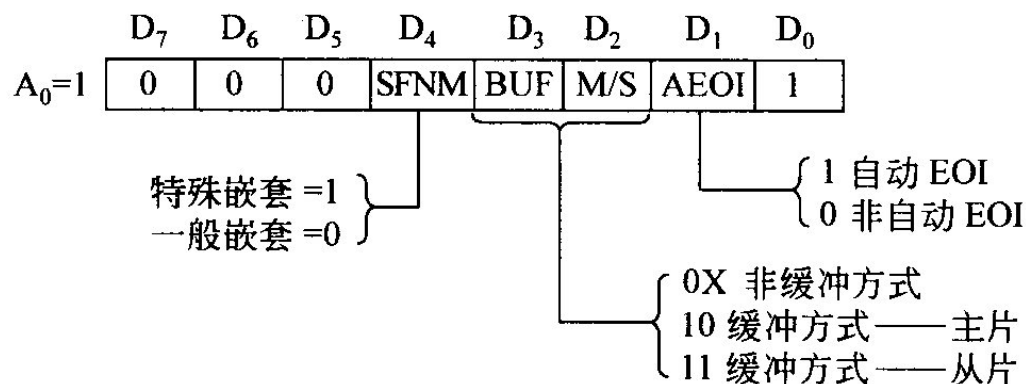 D₇ D₆ D₅ D₄ D₃ D₂ D₁ D₀
A₀=1 0 0 0 SFNM BUF M/S AEOI 1
特殊嵌套=1
一般嵌套=0
1 自动 EOI
0 非自动 EOI
0X 非缓冲方式
10 缓冲方式——主片
11 缓冲方式——从片